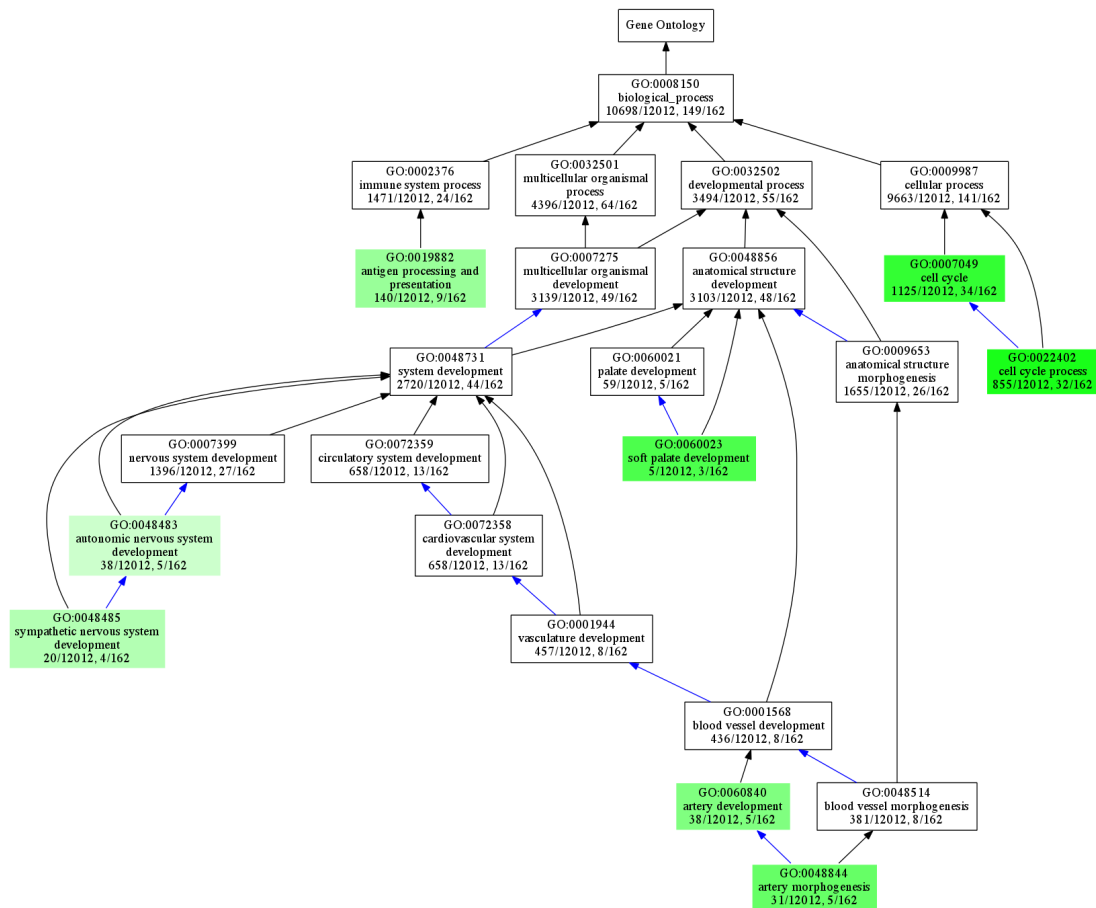 Gene Ontology
GO:0008150
biological_process
10698/12012, 149/162
GO:0002376
immune system process
1471/12012, 24/162
GO:0032501
multicellular organismal
process
4396/12012, 64/162
GO:0032502
developmental process
3494/12012, 55/162
GO:0009987
cellular process
9663/12012, 141/162
GO:0019882
antigen processing and
presentation
140/12012, 9/162
GO:0007275
multicellular organismal
development
3139/12012, 49/162
GO:0048856
anatomical structure
development
3103/12012, 48/162
GO:0007049
cell cycle
1125/12012, 34/162
GO:0048731
system development
2720/12012, 44/162
GO:0060021
palate development
59/12012, 5/162
GO:0009653
anatomical structure
morphogenesis
1655/12012, 26/162
GO:0022402
cell cycle process
855/12012, 32/162
GO:0007399
nervous system development
1396/12012, 27/162
GO:0072359
circulatory system development
658/12012, 13/162
GO:0060023
soft palate development
5/12012, 3/162
GO:0048483
autonomic nervous system
development
38/12012, 5/162
GO:0072358
cardiovascular system
development
658/12012, 13/162
GO:0048485
sympathetic nervous system
development
20/12012, 4/162
GO:0001944
vasculature development
457/12012, 8/162
GO:0001568
blood vessel development
436/12012, 8/162
GO:0060840
artery development
38/12012, 5/162
GO:0048514
blood vessel morphogenesis
381/12012, 8/162
GO:0048844
artery morphogenesis
31/12012, 5/162